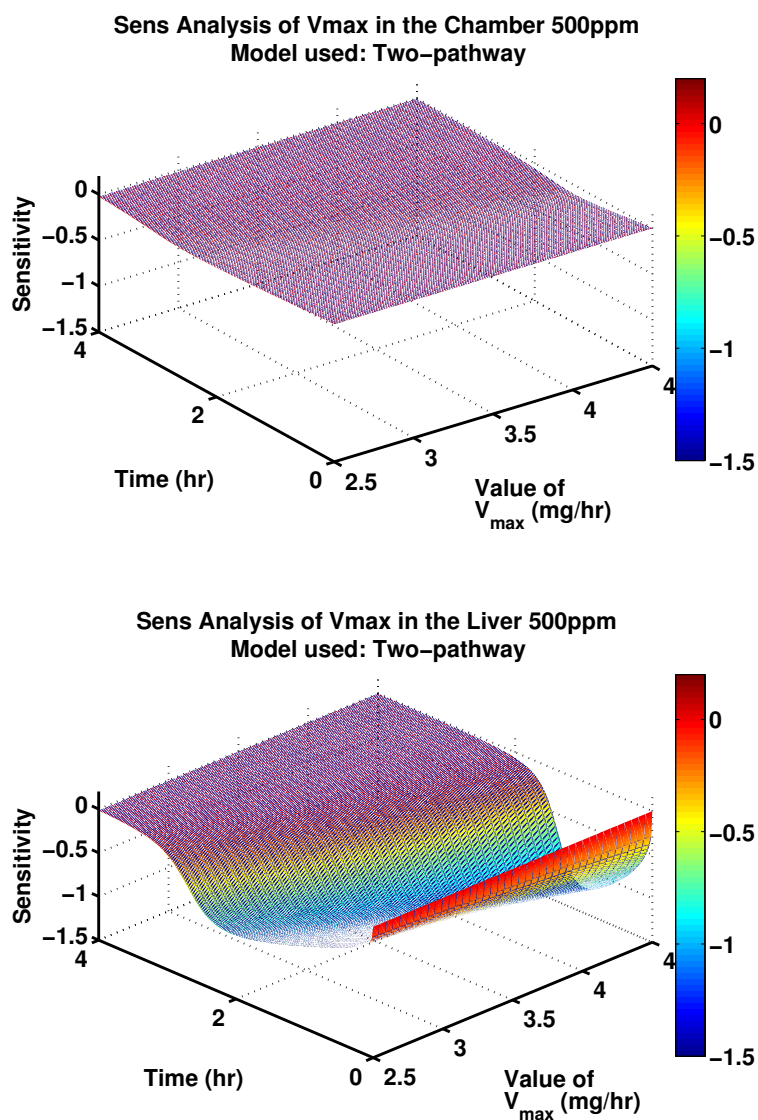 Sens Analysis of Vmax in the Chamber 500ppm
Model used: Two−pathway
0
−0.5
−1
−1.5
Sensitivity
4
2
0
Time (hr)
2.5
3
3.5
4
4
Value of
Vmax (mg/hr)
0
−0.5
−1
−1.5
Sens Analysis of Vmax in the Liver 500ppm
Model used: Two−pathway
0
−0.5
−1
−1.5
Sensitivity
4
2
0
Time (hr)
2.5
3
3.5
4
4
Value of
Vmax (mg/hr)
0
−0.5
−1
−1.5